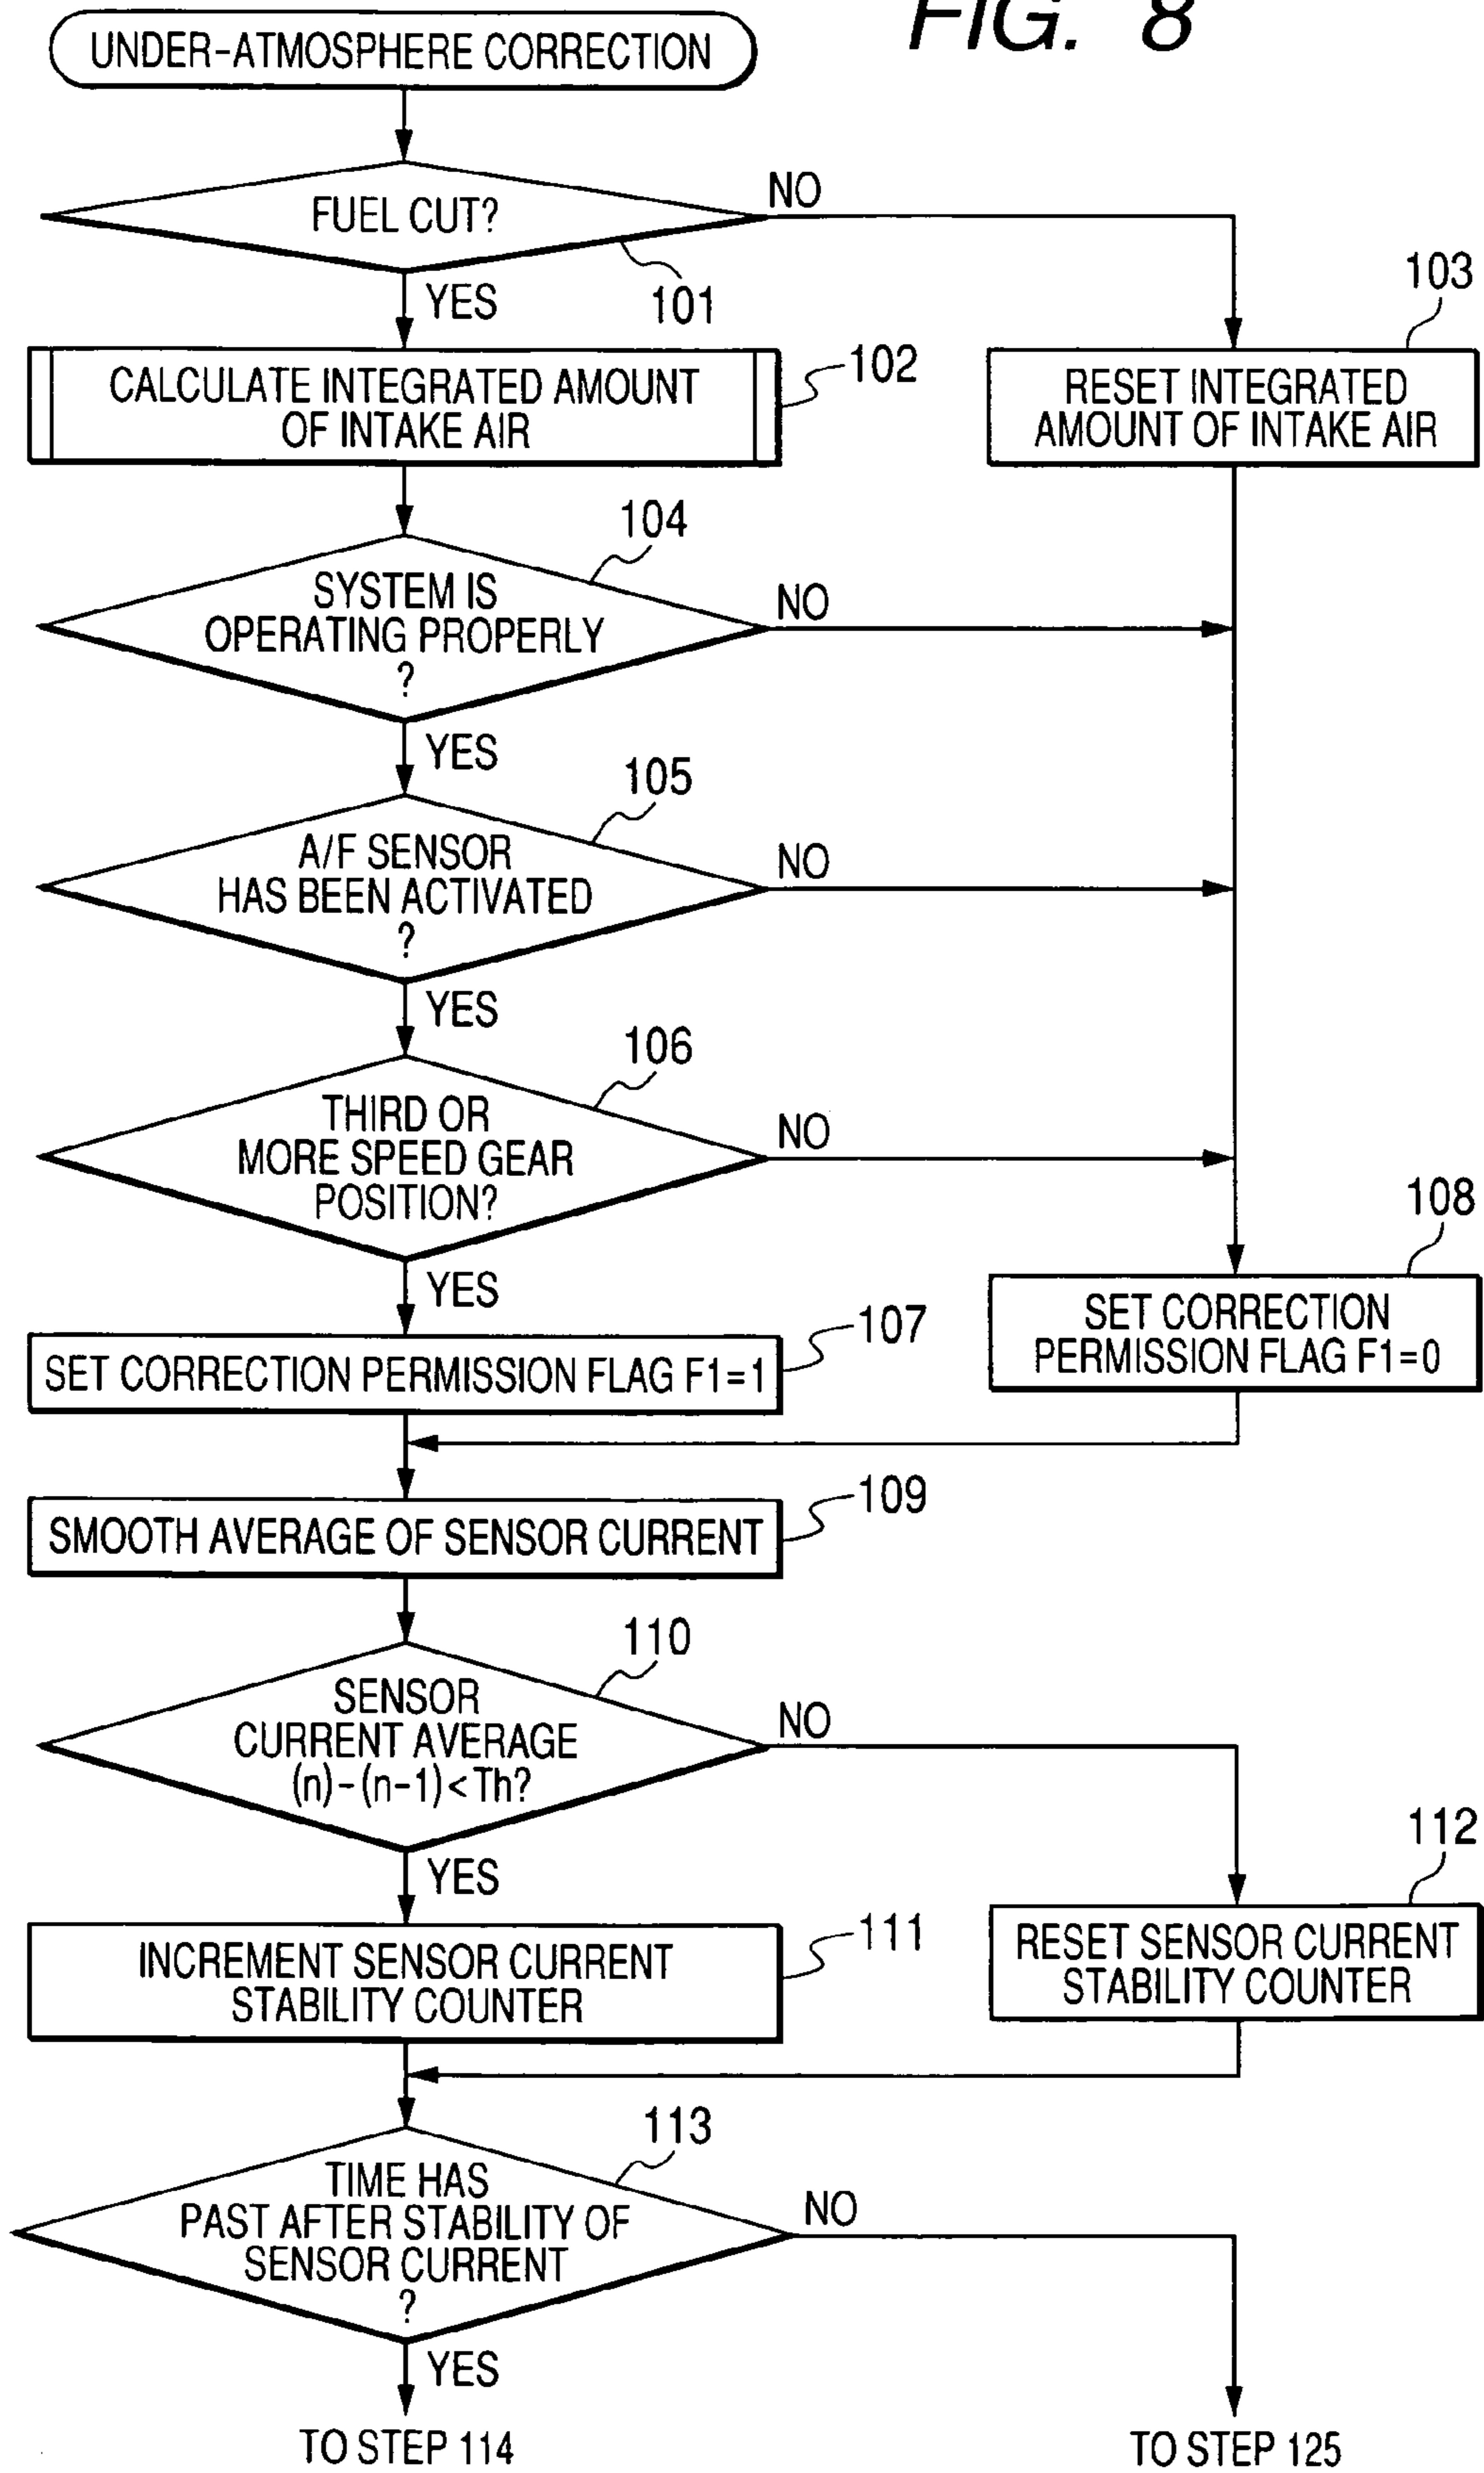 FIG. 8
UNDER-ATMOSPHERE CORRECTION
FUEL CUT?
NO
101
YES
103
CALCULATE INTEGRATED AMOUNT
OF INTAKE AIR
102
RESET INTEGRATED
AMOUNT OF INTAKE AIR
104
SYSTEM IS
OPERATING PROPERLY
?
NO
YES
105
A/F SENSOR
HAS BEEN ACTIVATED
?
NO
YES
106
THIRD OR
MORE SPEED GEAR
POSITION?
NO
YES
108
SET CORRECTION
PERMISSION FLAG F1=0
107
SET CORRECTION PERMISSION FLAG F1=1
109
SMOOTH AVERAGE OF SENSOR CURRENT
110
SENSOR
CURRENT AVERAGE
(n)-(n-1)<Th?
NO
YES
112
INCREMENT SENSOR CURRENT
STABILITY COUNTER
111
RESET SENSOR CURRENT
STABILITY COUNTER
113
TIME HAS
PAST AFTER STABILITY OF
SENSOR CURRENT
?
NO
YES
TO STEP 114
TO STEP 125